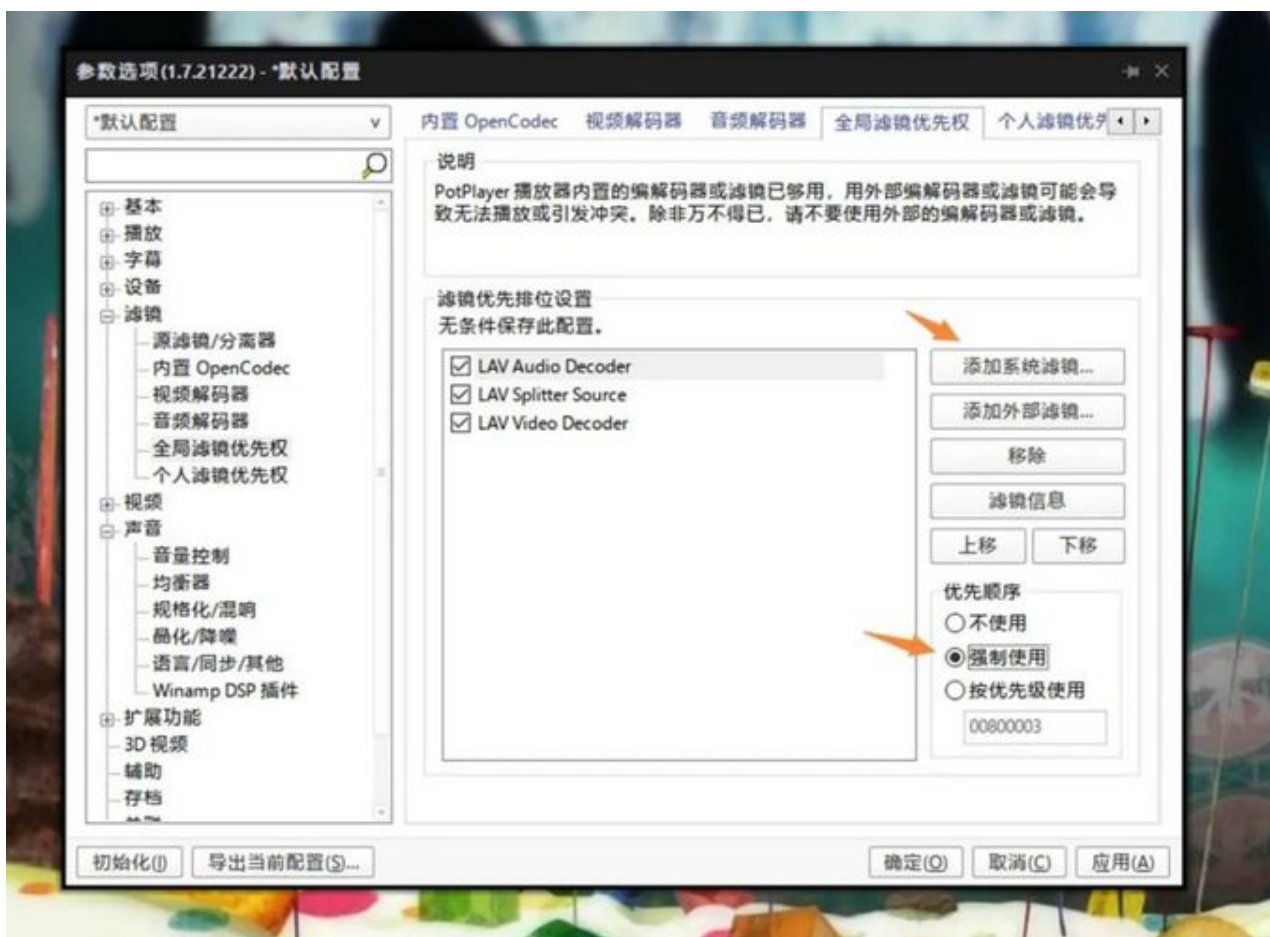 参数选项(1.7.21222) - *默认配置
*默认配置
基本
播放
字幕
设备
滤镜
源滤镜/分离器
内置 OpenCodec
视频解码器
音频解码器
全局滤镜优先权
个人滤镜优先权
视频
声音
音量控制
均衡器
规格化/混响
晶化/降噪
语言/同步/其他
Winamp DSP 插件
扩展功能
3D 视频
辅助
存档
内置 OpenCodec
视频解码器
音频解码器
全局滤镜优先权
个人滤镜优先
说明
PotPlayer 播放器内置的编解码器或滤镜已够用，用外部编解码器或滤镜可能会导
致无法播放或引发冲突。除非万不得已，请不要使用外部的编解码器或滤镜。
滤镜优先排位设置
无条件保存此配置。
LAV Audio Decoder
LAV Splitter Source
LAV Video Decoder
添加系统滤镜...
添加外部滤镜...
移除
滤镜信息
上移
下移
优先顺序
不使用
强制使用
按优先级使用
00800003
初始化(I)
导出当前配置(S)...
确定(O)
取消(C)
应用(A)